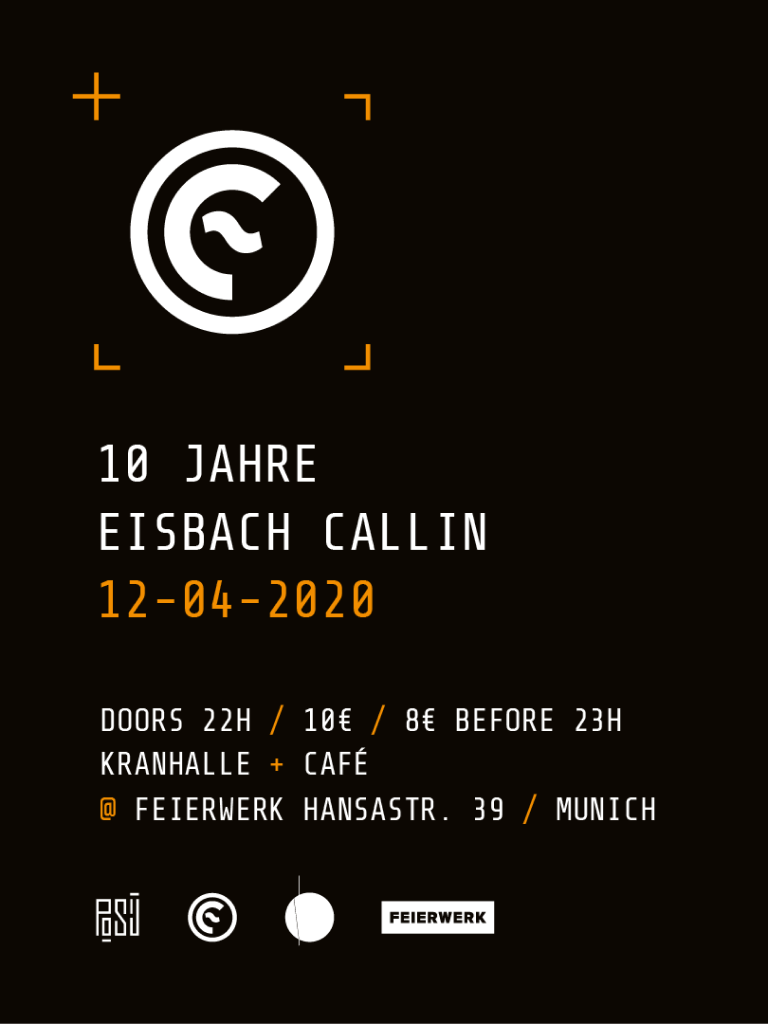 10 JAHRE
EISBACH CALLIN
12-04-2020
DOORS 22H / 10€ / 8€ BEFORE 23H
KRANHALLE + CAFÉ
@ FEIERWERK HANSASTR. 39 / MUNICH
FEIERWERK